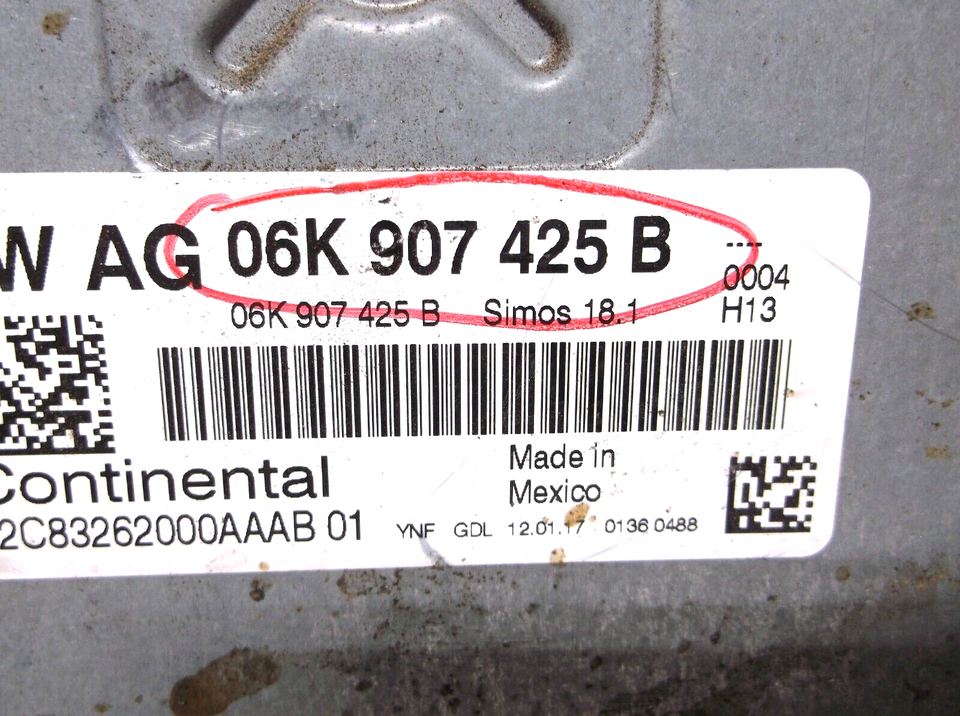 W AG 06K 907 425 B
----
0004
06K 907 425 B Simos 18.1 H13
Continental
Made in
Mexico
2C83262000AAAB 01 YNF GDL 12.01.17 0136 0488